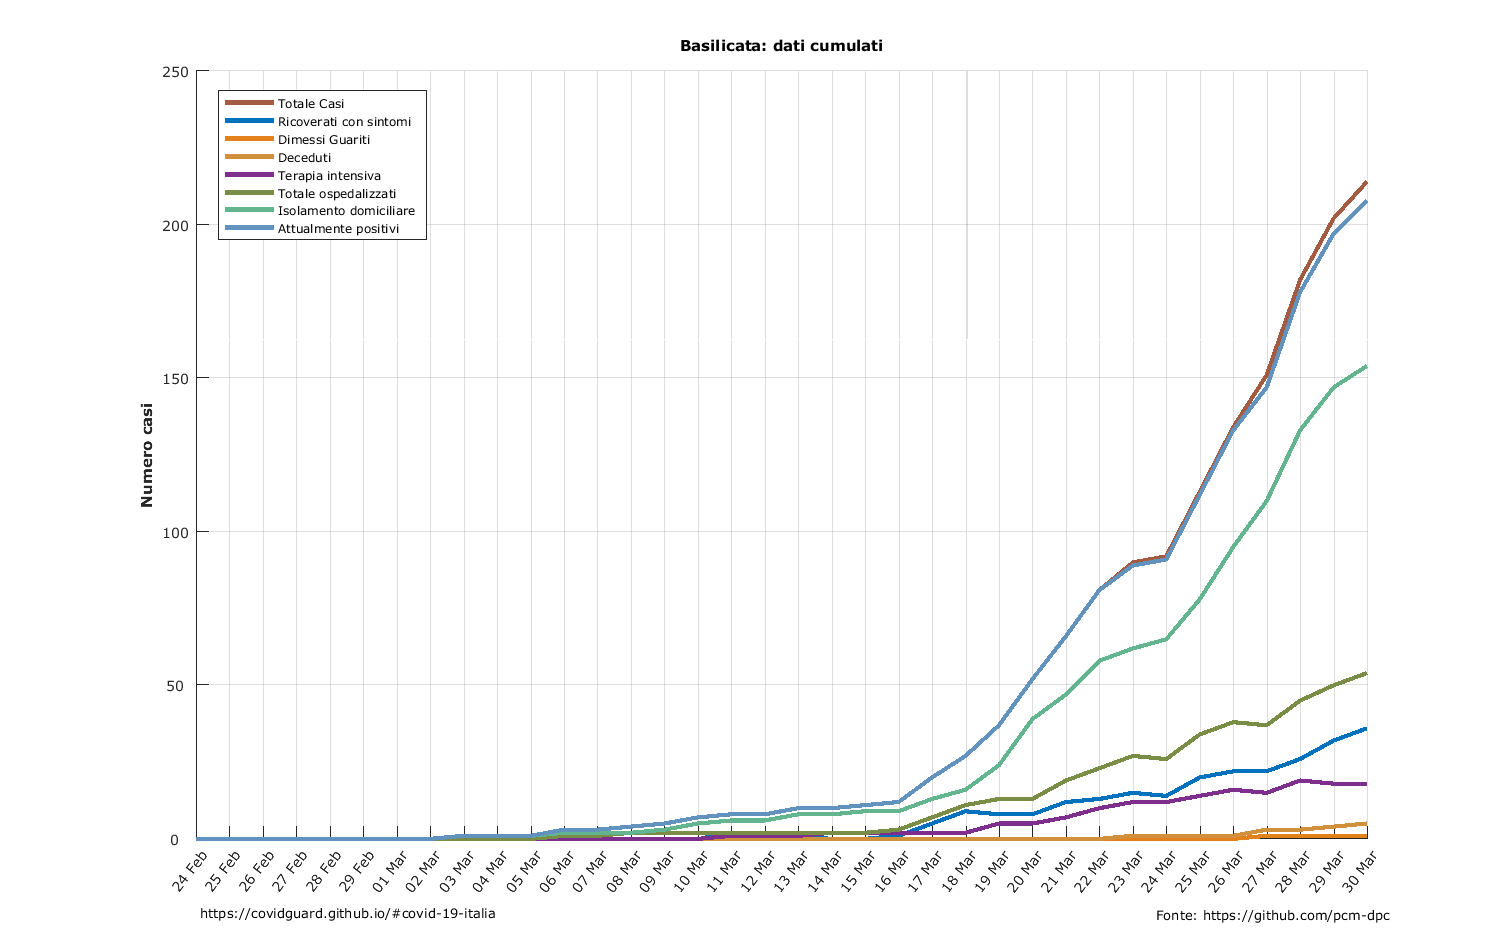 Basilicata: dati cumulati
250
200
150
100
50
0
Numero casi
Totale Casi
Ricoverati con sintomi
Dimessi Guariti
Deceduti
Terapia intensiva
Totale ospedalizzati
Isolamento domiciliare
Attualmente positivi
24 Feb
25 Feb
26 Feb
27 Feb
28 Feb
29 Feb
01 Mar
02 Mar
03 Mar
04 Mar
05 Mar
06 Mar
07 Mar
08 Mar
09 Mar
10 Mar
11 Mar
12 Mar
13 Mar
14 Mar
15 Mar
16 Mar
17 Mar
18 Mar
19 Mar
20 Mar
21 Mar
22 Mar
23 Mar
24 Mar
25 Mar
26 Mar
27 Mar
28 Mar
29 Mar
30 Mar
https://covidguard.github.io/#covid-19-italia
Fonte: https://github.com/pcm-dpc